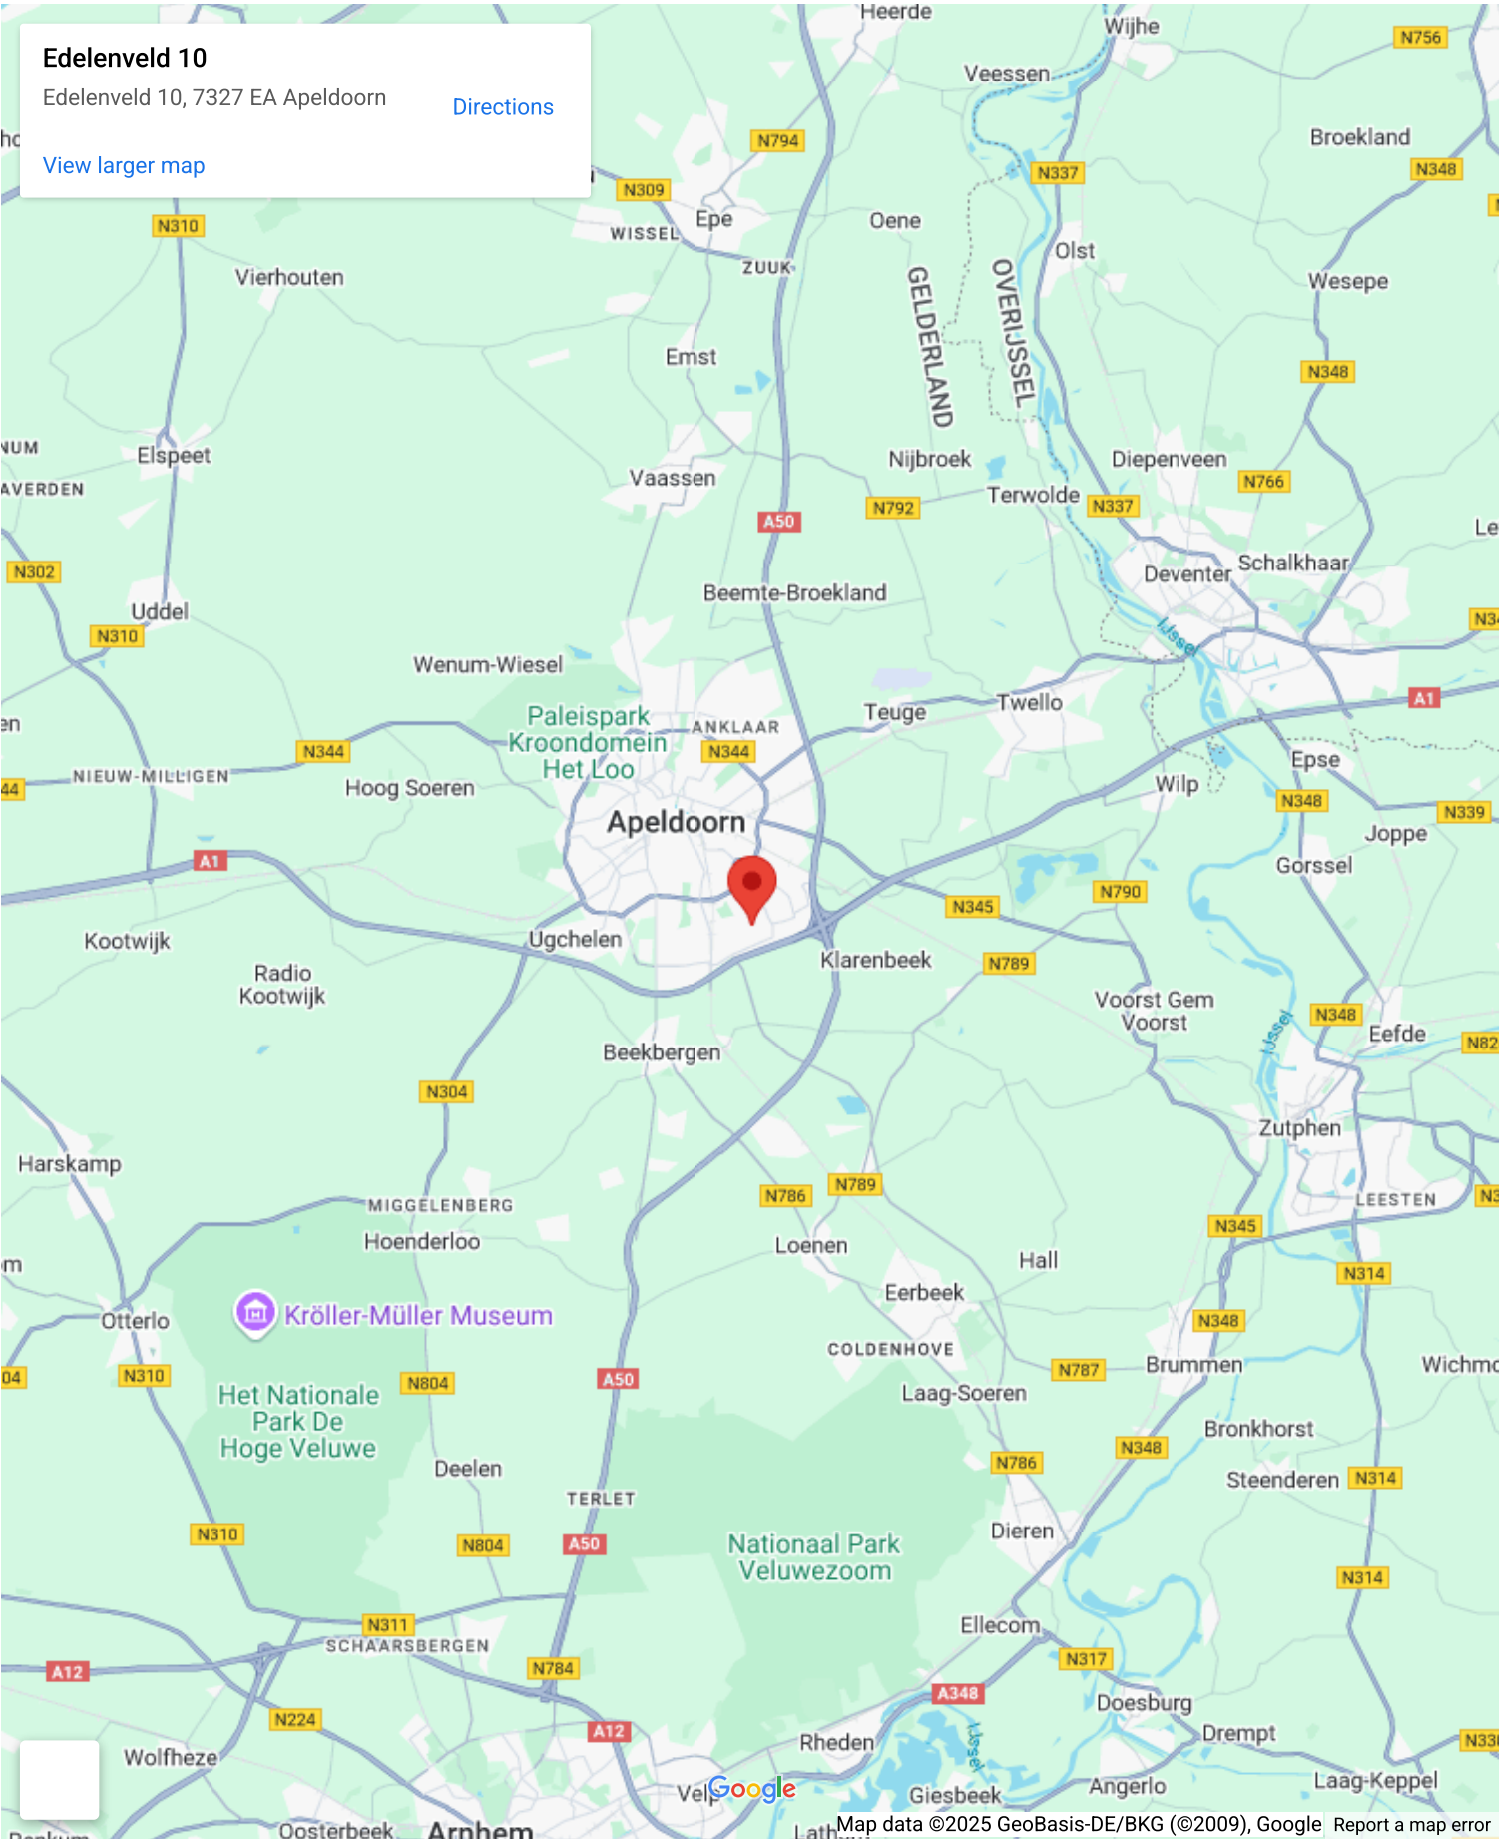 Edelenveld 10
Edelenveld 10, 7327 EA Apeldoorn
Directions
View larger map
Heerde
Wijhe
N756
Veessen
N794
Broekland
N337
N348
N309
N310
Epe
Oene
WISSEL
Olst
ZUUK
Vierhouten
Wesepe
GELDERLAND
OVERIJSSEL
Emst
N348
Elspeet
Nijbroek
Diepenveen
Vaassen
N766
Terwolde
N337
N792
A50
N302
Schalkhaar
Deventer
Beemte-Broekland
Uddel
N310
IJssel
Wenum-Wiesel
A1
Twello
Teuge
Paleispark
Kroondomein
Het Loo
ANKLAAR
N344
N344
NIEUW-MILLIGEN
Hoog Soeren
Epse
Wilp
N348
N339
Apeldoorn
Joppe
A1
Gorssel
N790
N345
Kootwijk
Ugchelen
Klarenbeek
N789
Radio
Kootwijk
Voorst Gem
Voorst
N348
IJssel
Eefde
Beekbergen
N304
Zutphen
Harskamp
N789
N786
LEESTEN
MIGGELENBERG
N345
Hoenderloo
Loenen
Hall
N314
Eerbeek
Kröller-Müller Museum
Otterlo
N348
COLDENHOVE
Brummen
N787
N310
N804
A50
Laag-Soeren
Het Nationale
Park De
Hoge Veluwe
Bronkhorst
N348
Deelen
N786
Steenderen
N314
TERLET
N310
Dieren
N804
A50
Nationaal Park
Veluwezoom
N314
N311
Ellecom
SCHAARSBERGEN
N317
A12
N784
A348
Doesburg
N224
A12
Drempt
Rheden
IJssel
Wolfheze
Laag-Keppel
Angerlo
Velp
Google
Giesbeek
Map data ©2025 GeoBasis-DE/BKG (©2009), Google
Report a map error
Oosterbeek
Arnhem